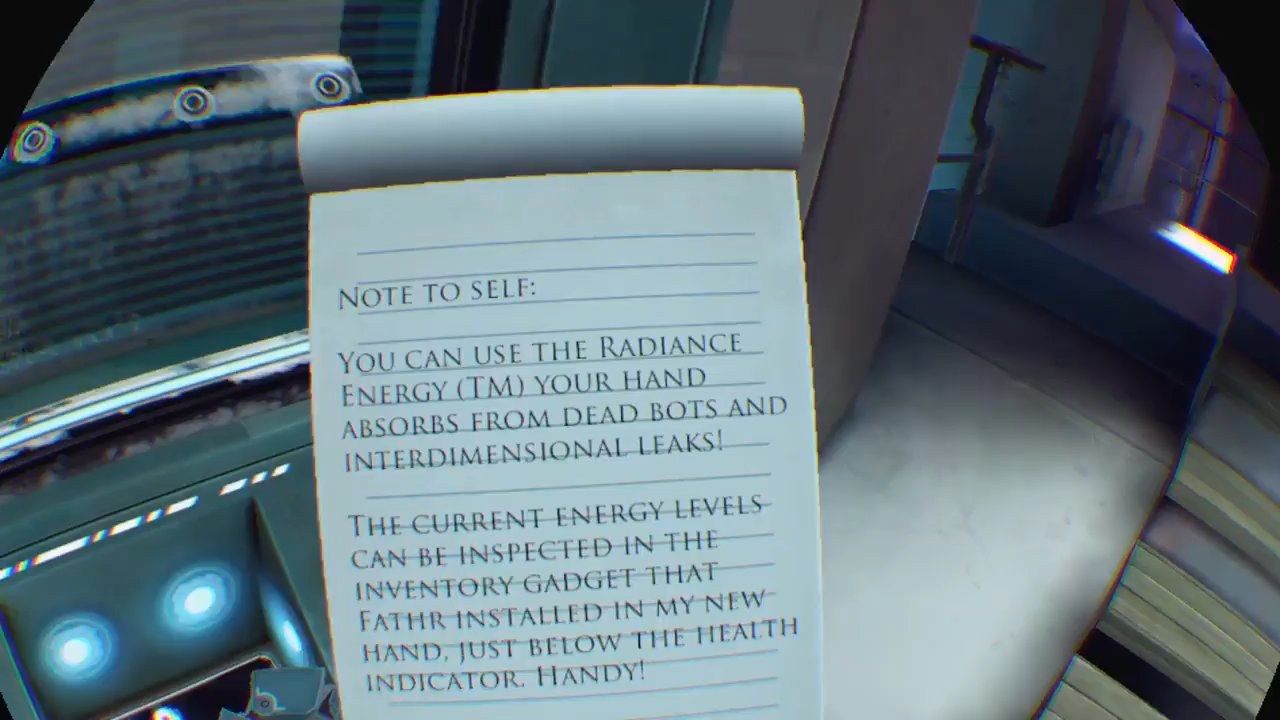 NOTE TO SELF:
YOU CAN USE THE RADIANCE
ENERGY (TM) YOUR HAND
ABSORBS FROM DEAD BOTS AND
INTERDIMENSIONAL LEAKS!
THE CURRENT ENERGY LEVELS
CAN BE INSPECTED IN THE
INVENTORY GADGET THAT
FATHR INSTALLED IN MY NEW
HAND, JUST BELOW THE HEALTH
INDICATOR. HANDY!